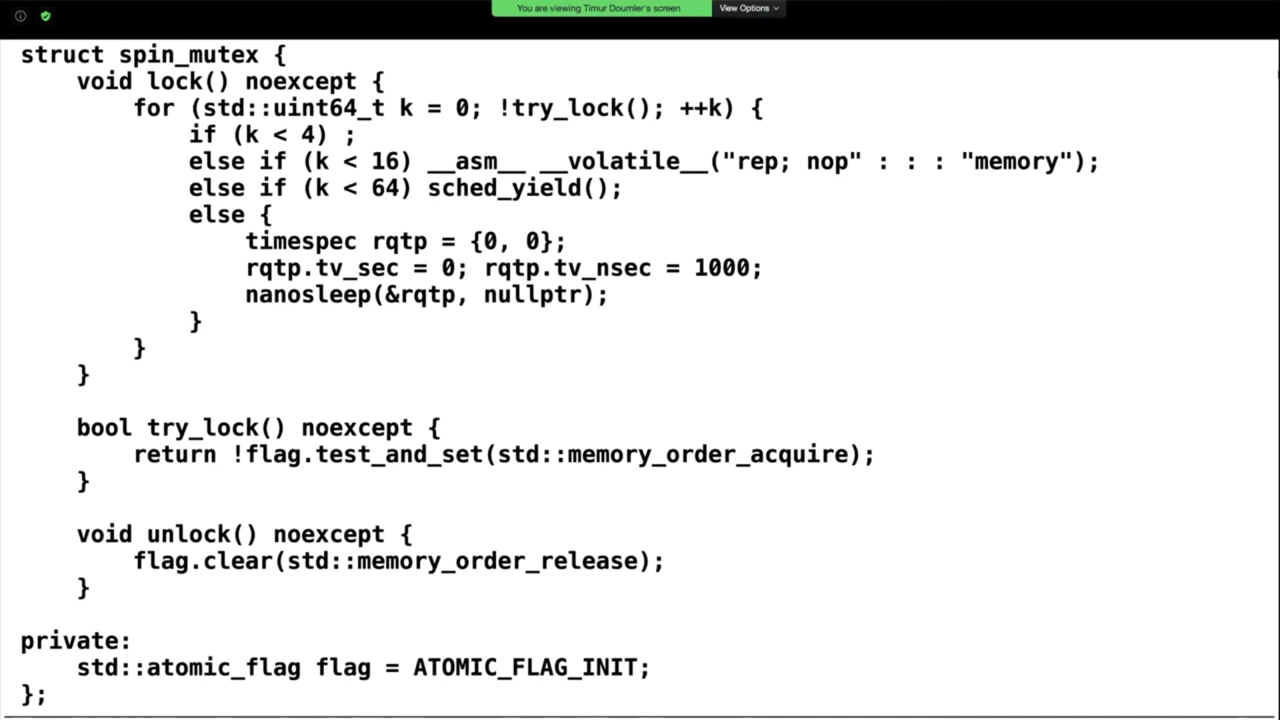 You are viewing Timur Doumler's screen View Options
struct spin_mutex {
    void lock() noexcept {
        for (std::uint64_t k = 0; !try_lock(); ++k) {
            if (k < 4) ;
            else if (k < 16) __asm__ __volatile__("rep; nop" : : : "memory");
            else if (k < 64) sched_yield();
            else {
                timespec rqtp = {0, 0};
                rqtp.tv_sec = 0; rqtp.tv_nsec = 1000;
                nanosleep(&rqtp, nullptr);
            }
        }
    }
    bool try_lock() noexcept {
        return !flag.test_and_set(std::memory_order_acquire);
    }
    void unlock() noexcept {
        flag.clear(std::memory_order_release);
    }
private:
    std::atomic_flag flag = ATOMIC_FLAG_INIT;
};